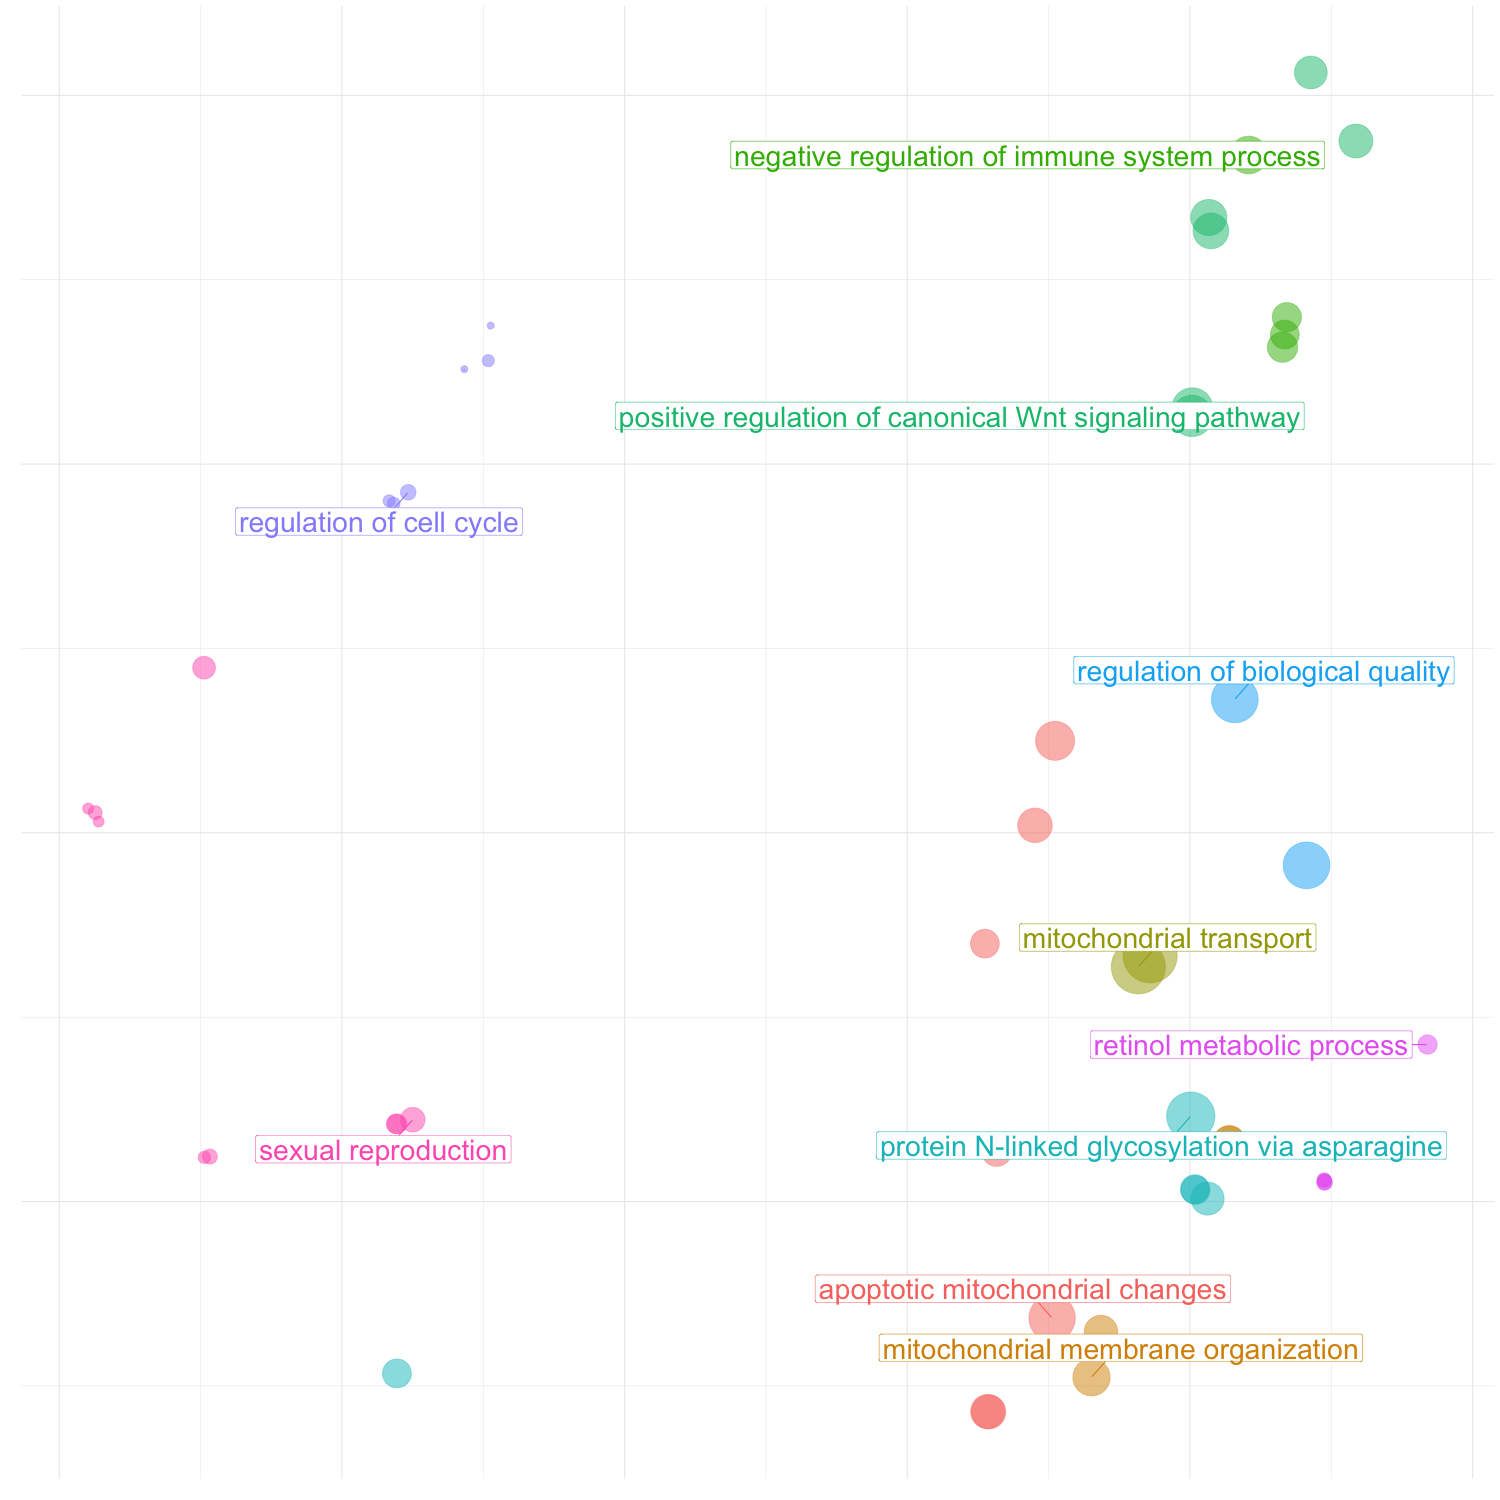 negative regulation of immune system process
positive regulation of canonical Wnt signaling pathway
regulation of cell cycle
regulation of biological quality
mitochondrial transport
retinol metabolic process
protein N-linked glycosylation via asparagine
sexual reproduction
apoptotic mitochondrial changes
mitochondrial membrane organization